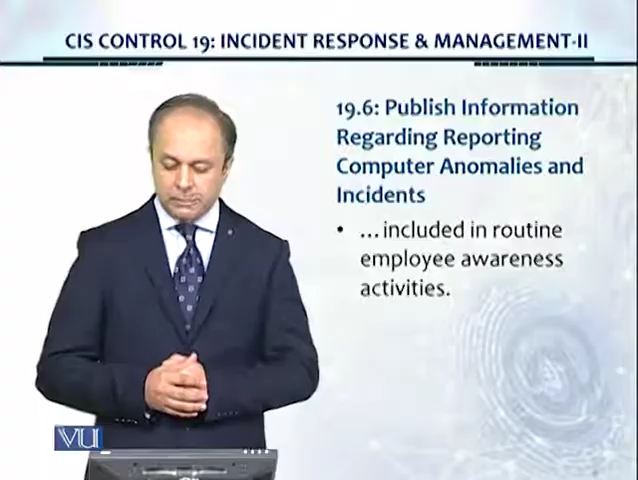 CIS CONTROL 19: INCIDENT RESPONSE & MANAGEMENT-II
19.6: Publish Information
Regarding Reporting
Computer Anomalies and
Incidents
• ...included in routine
employee awareness
activities.
VU